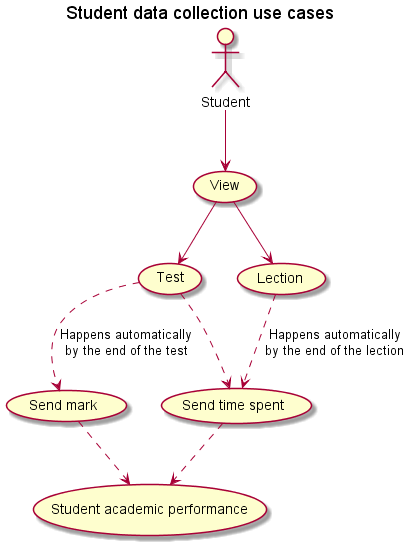 Student data collection use cases
Student
View
Test
Lection
Happens automatically
by the end of the test
Happens automatically
by the end of the lection
Send mark
Send time spent
Student academic performance